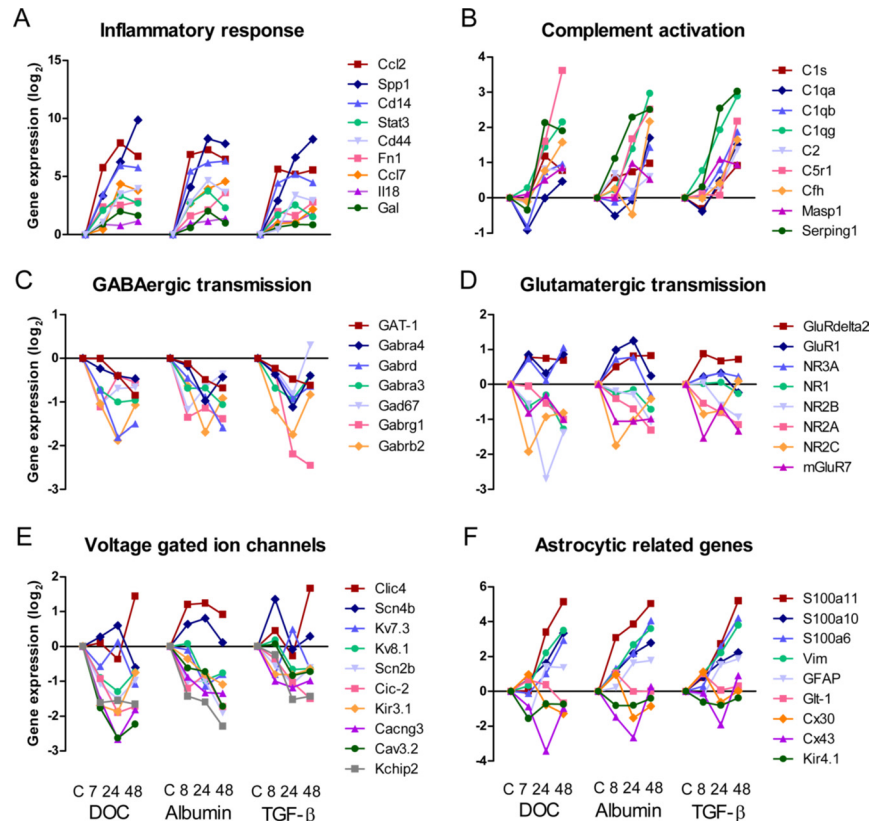 A
Inflammatory response
Gene expression (log2)
15
10
5
0
Ccl2
Spp1
Cd14
Stat3
Cd44
Fn1
Ccl7
Il18
Gal
B
Complement activation
4
3
2
1
0
-1
C1s
C1qa
C1qb
C1qg
C2
C5r1
Cfh
Masp1
Serping1
C
GABAergic transmission
Gene expression (log2)
1
0
-1
-2
-3
GAT-1
Gabra4
Gabrd
Gabra3
Gad67
Gabrg1
Gabrb2
D
Glutamatergic transmission
2
1
0
-1
-2
-3
GluRdelta2
GluR1
NR3A
NR1
NR2B
NR2A
NR2C
mGluR7
E
Voltage gated ion channels
Gene expression (log2)
2
1
0
-1
-2
-3
Clic4
Scn4b
Kv7.3
Kv8.1
Scn2b
Clc-2
Kir3.1
Cacng3
Cav3.2
Kchip2
C 7 24 48 C 8 24 48 C 8 24 48
DOC Albumin TGF-β
F
Astrocytic related genes
6
4
2
0
-2
-4
S100a11
S100a10
S100a6
Vim
GFAP
Glt-1
Cx30
Cx43
Kir4.1
C 7 24 48 C 8 24 48 C 8 24 48
DOC Albumin TGF-β